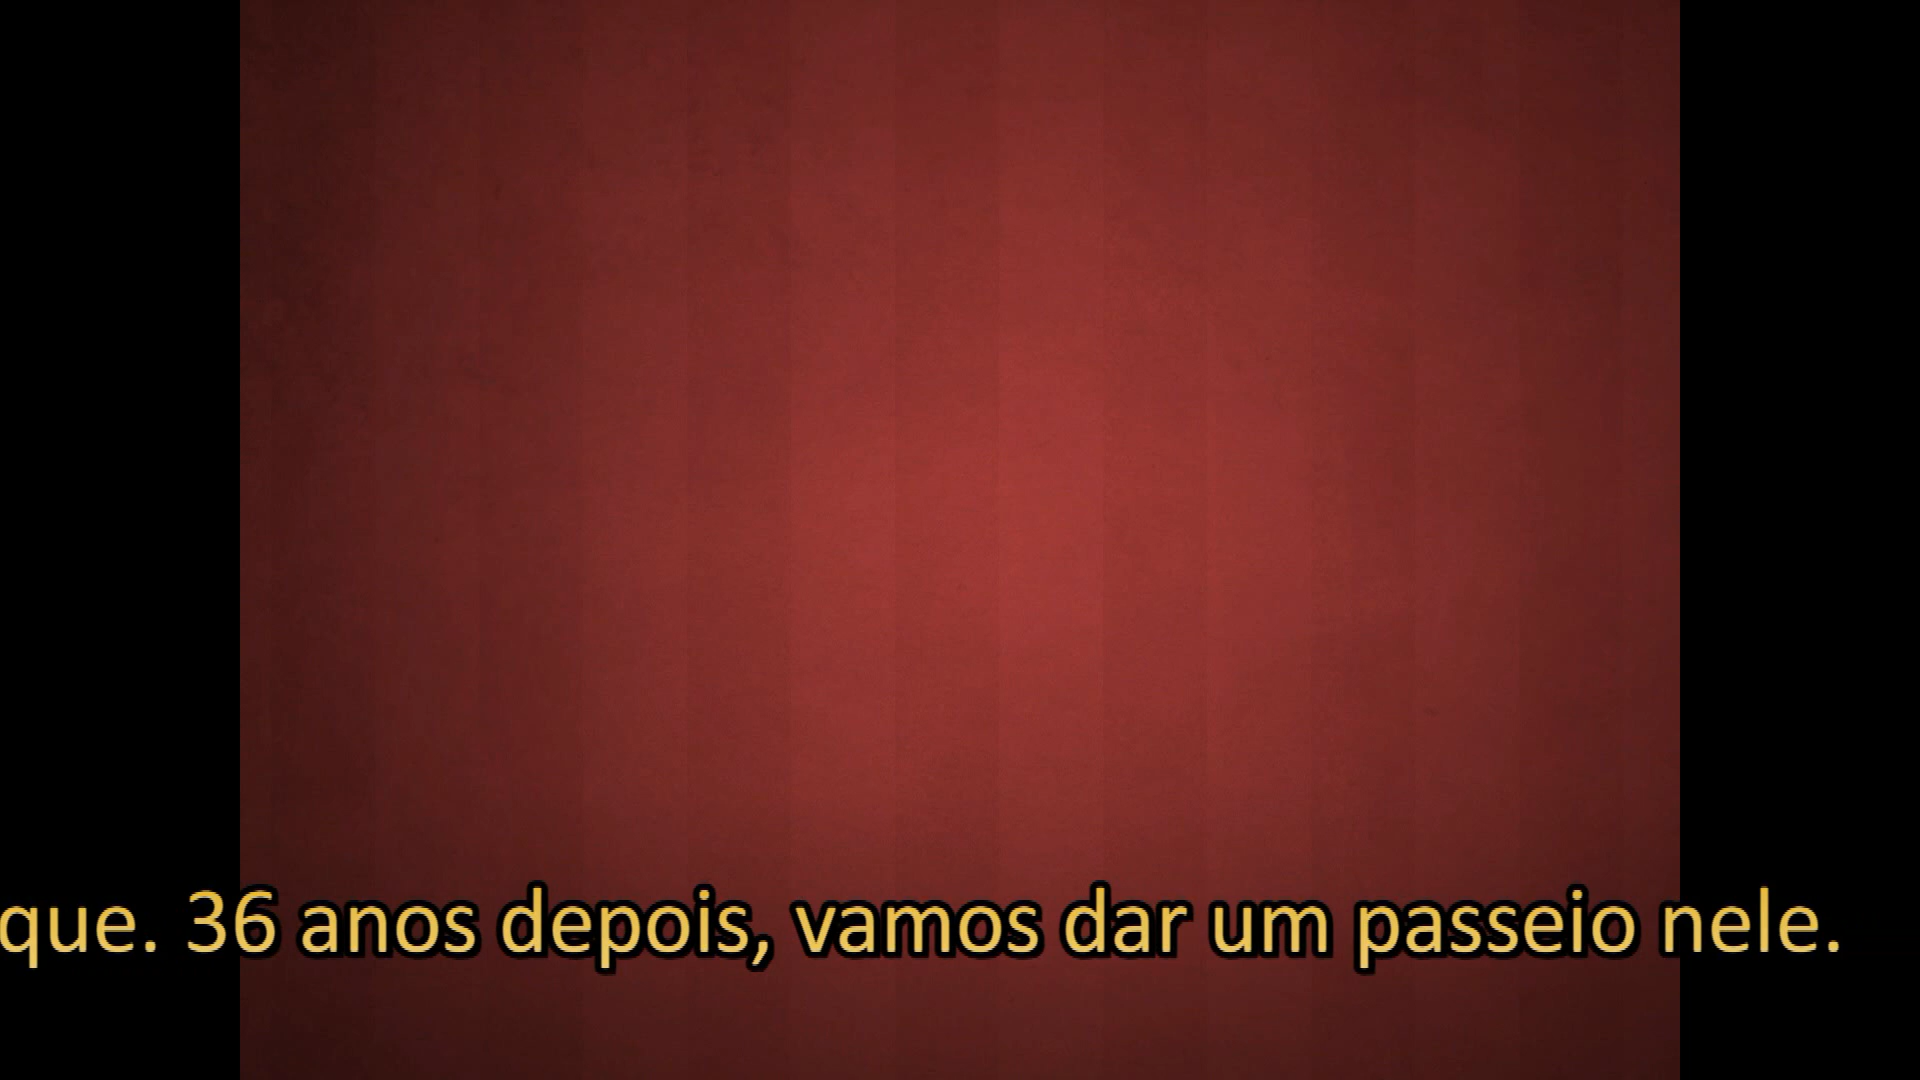 que. 36 anos depois, vamos dar um passeio nele.